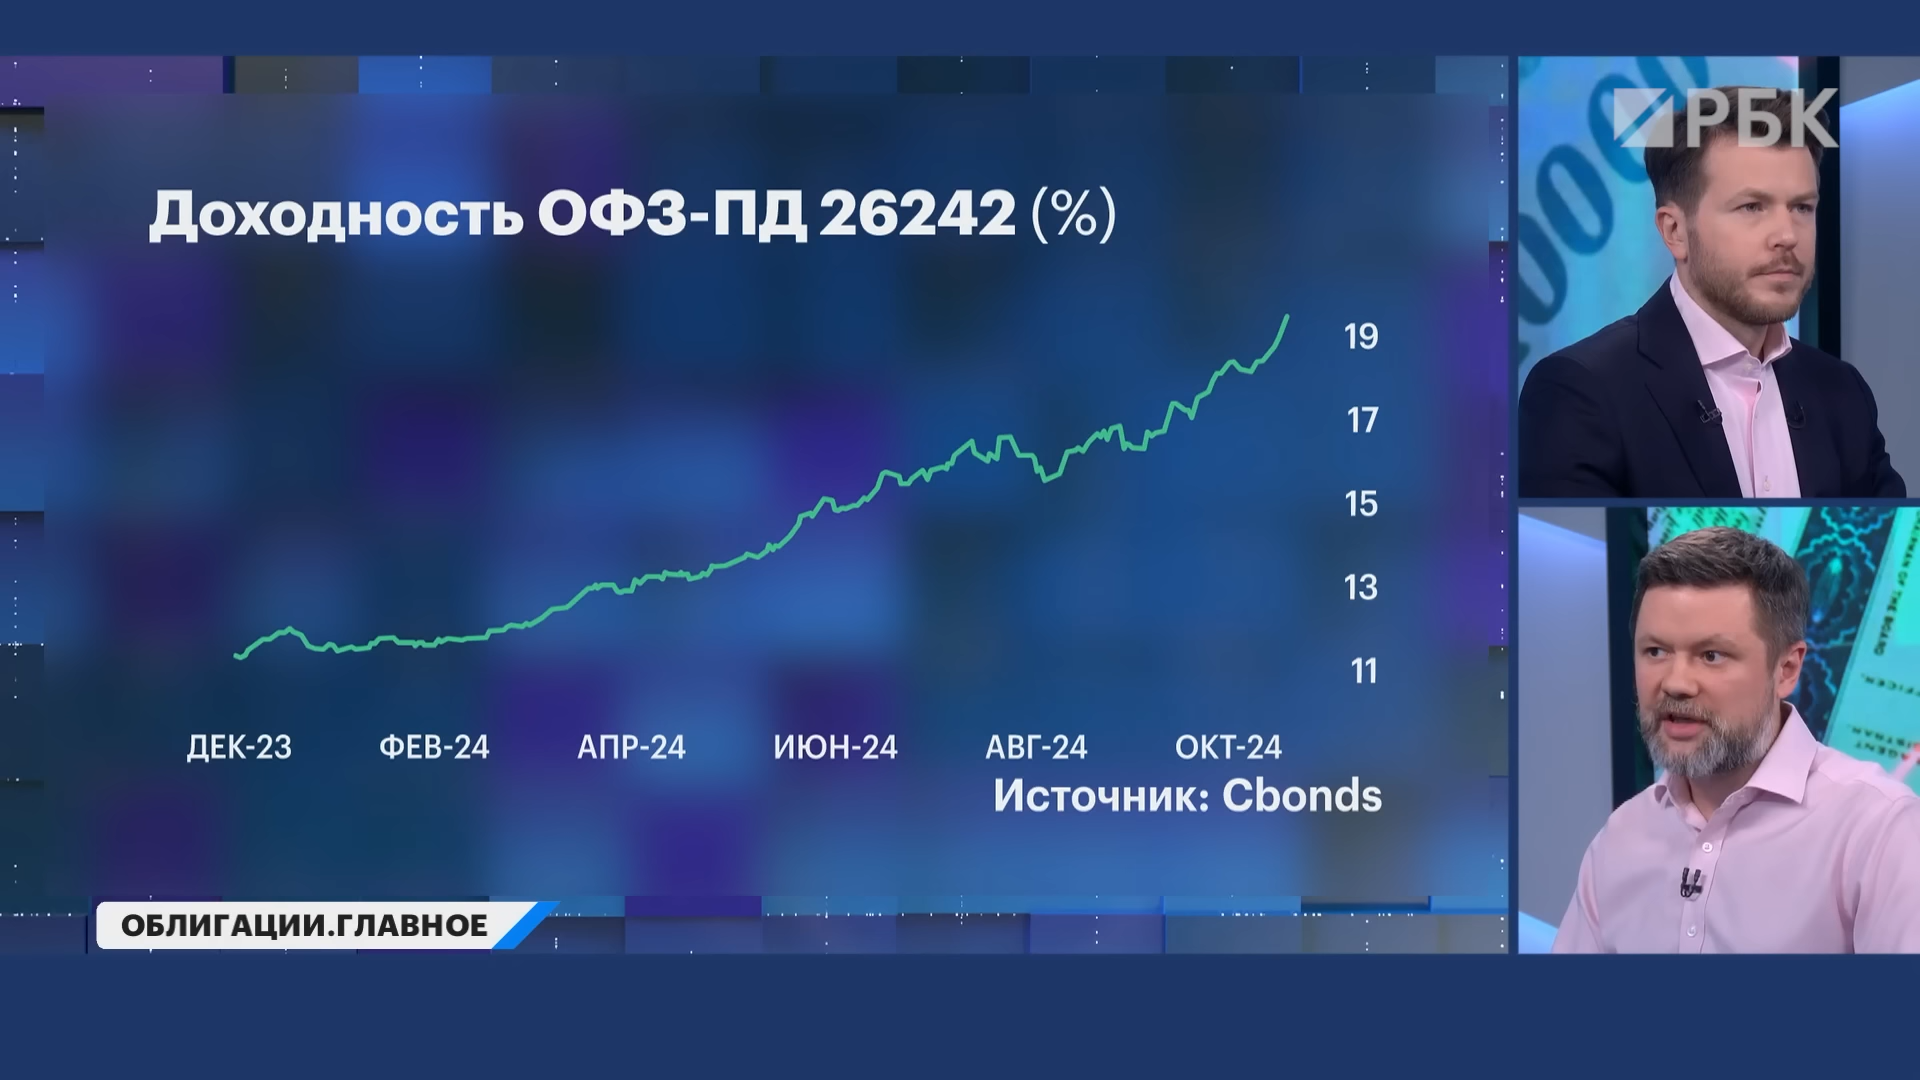 РБК
Доходность ОФЗ-ПД 26242 (%)
19
17
15
13
11
ДЕК-23 ФЕВ-24 АПР-24 ИЮН-24 АВГ-24 ОКТ-24
Источник: Cbonds
ОБЛИГАЦИИ.ГЛАВНОЕ